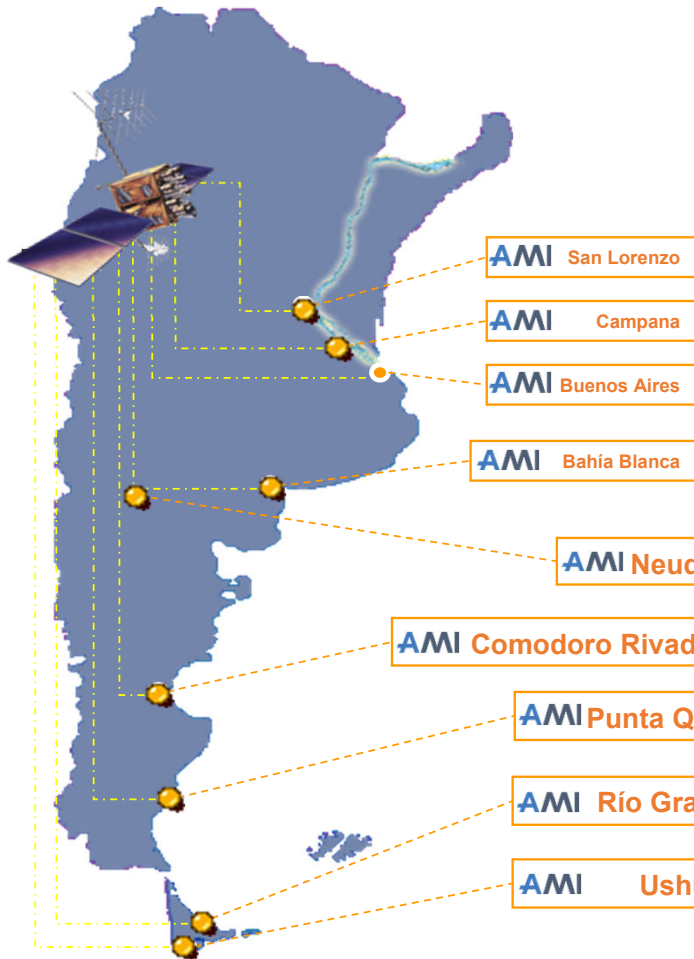 AMI San Lorenzo
AMI Campana
AMI Buenos Aires
AMI Bahía Blanca
AMI Neuq
AMI Comodoro Rivad
AMI Punta Q
AMI Río Gra
AMI Ushu